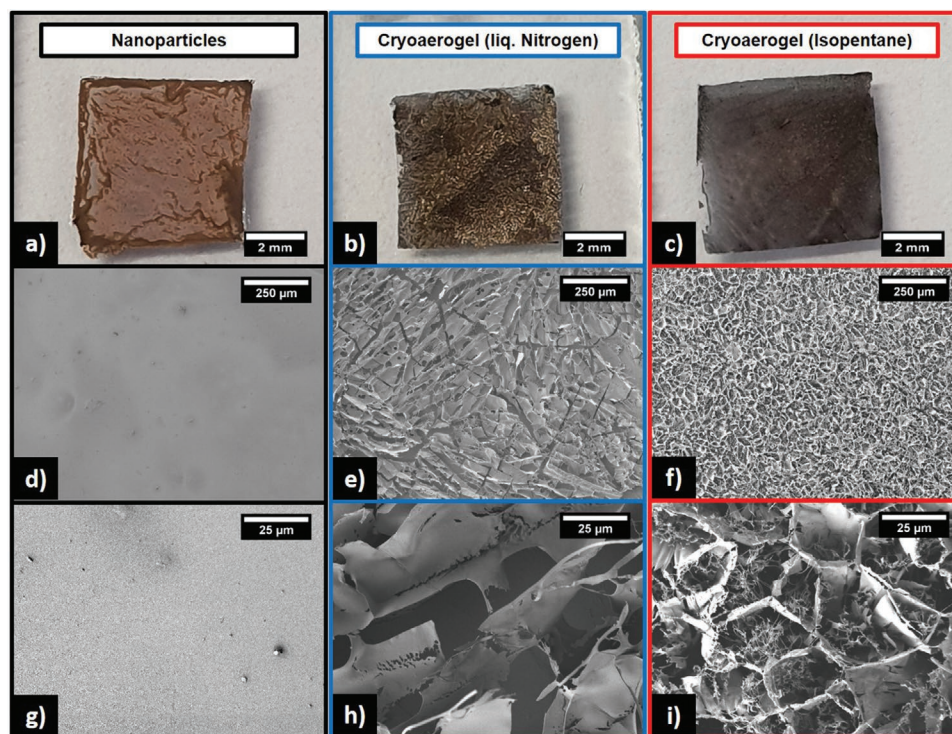 Nanoparticles
Cryoaerogel (liq. Nitrogen)
Cryoaerogel (Isopentane)
a)
2 mm
b)
2 mm
c)
2 mm
250 µm
d)
250 µm
e)
250 µm
f)
25 µm
g)
25 µm
h)
25 µm
i)